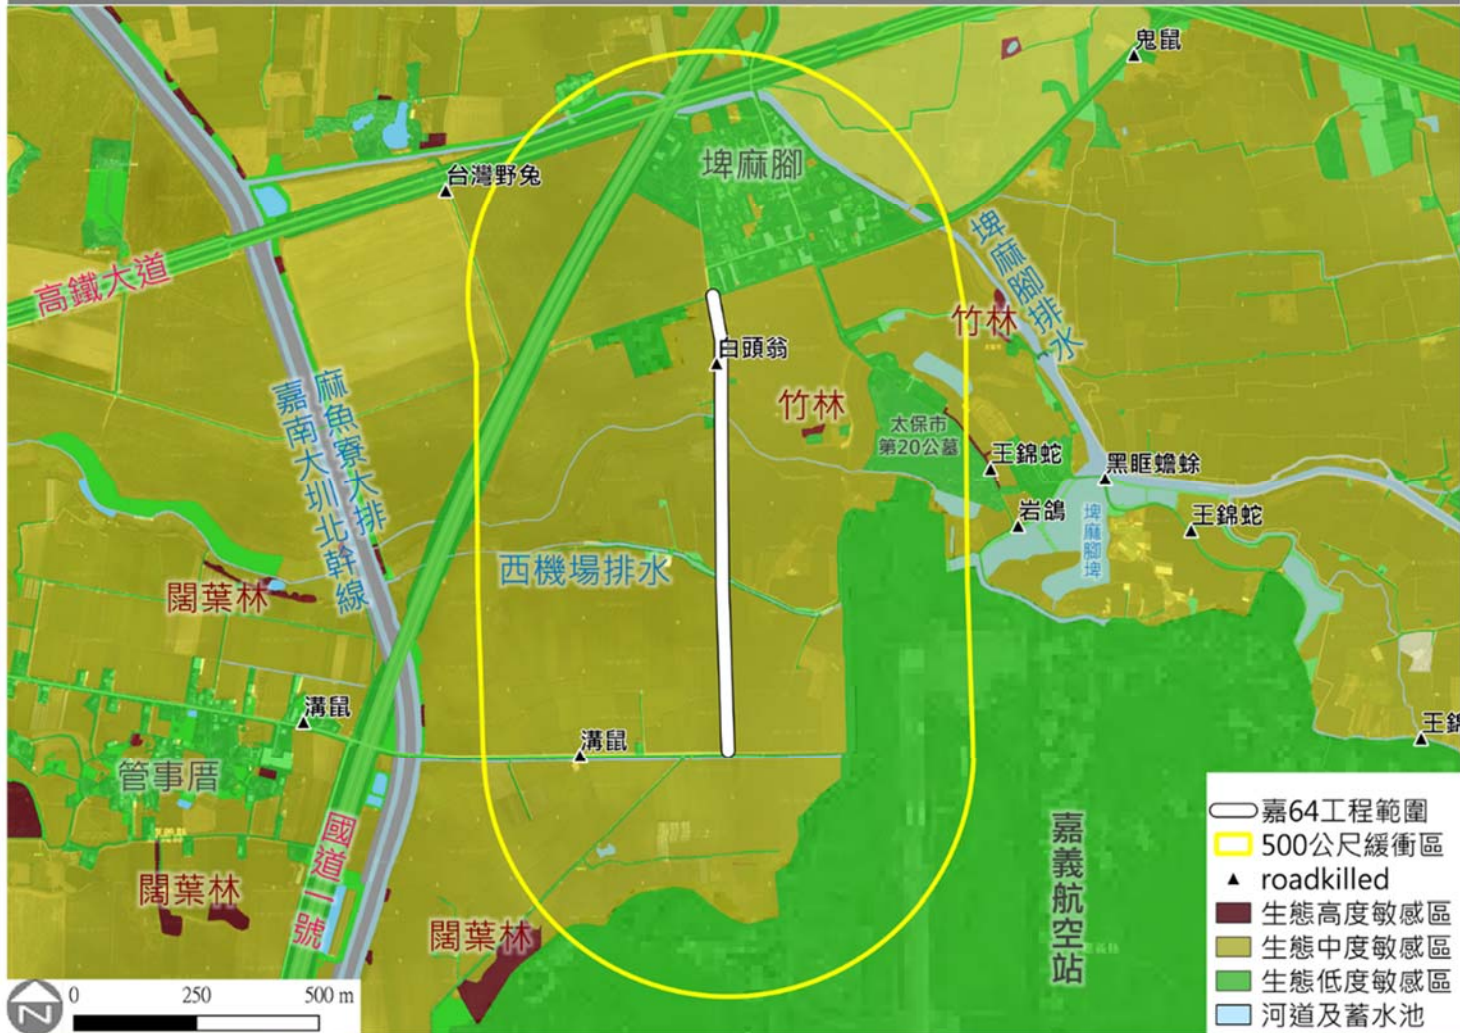 鬼鼠
台灣野兔
埤麻腳
高鐵大道
埤麻腳排水
竹林
白頭翁
麻魚寮大排
嘉南大圳北幹線
竹林
太保市
第20公墓
王錦蛇
黑眶蟾蜍
岩鴿
王錦蛇
埤麻腳埤
西機場排水
闊葉林
溝鼠
溝鼠
管事厝
國道一號
闊葉林
闊葉林
嘉義航空站
嘉64工程範圍
500公尺緩衝區
roadkilled
生態高度敏感區
生態中度敏感區
生態低度敏感區
河道及蓄水池
N
0 250 500 m